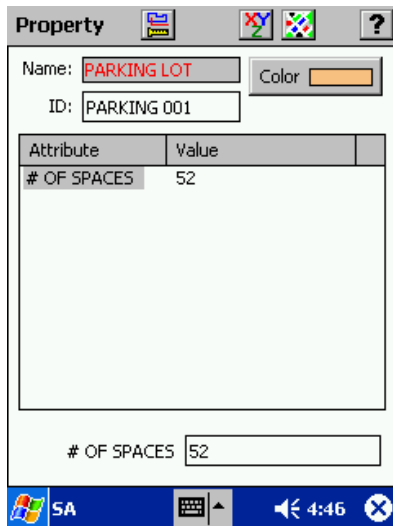 Property XY Z ?
Name: PARKING LOT Color
ID: PARKING 001
Attribute Value
# OF SPACES 52
# OF SPACES 52
SA 4:46